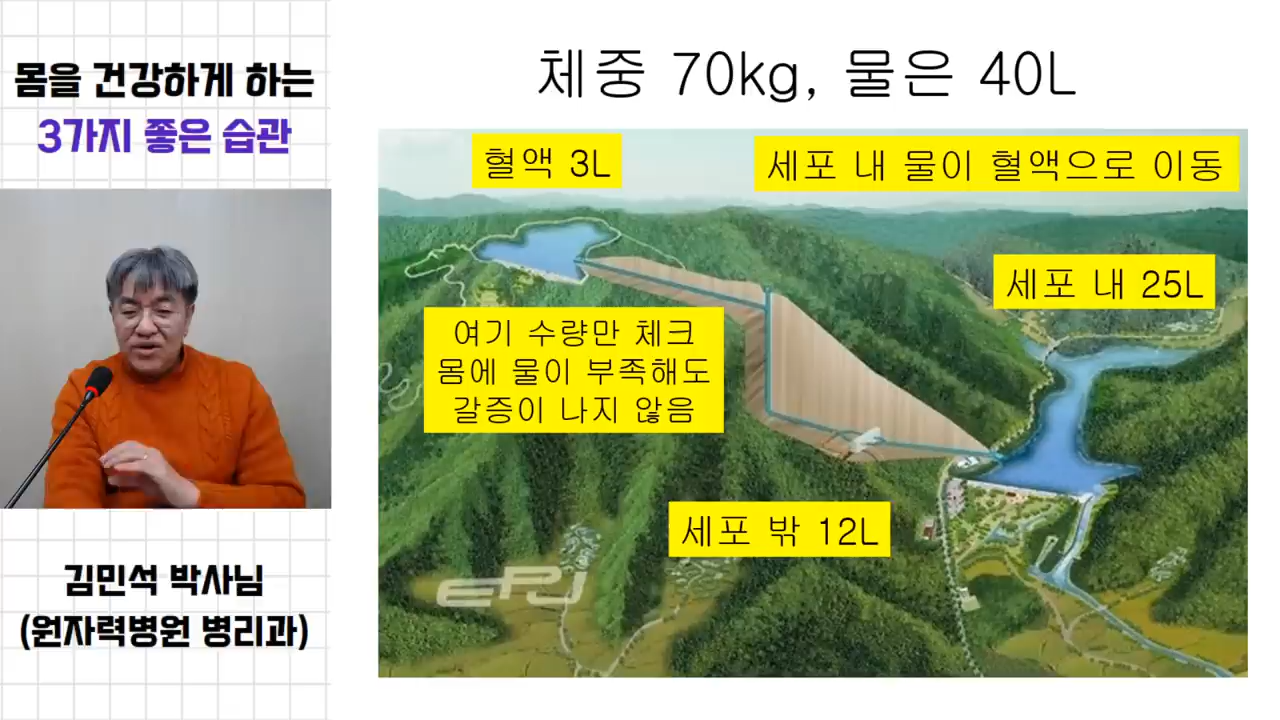 몸을 건강하게 하는
3가지 좋은 습관
김민석 박사님
(원자력병원 병리과)
체중 70kg, 물은 40L
혈액 3L
세포 내 물이 혈액으로 이동
세포 내 25L
여기 수량만 체크
몸에 물이 부족해도
갈증이 나지 않음
세포 밖 12L
EPJ